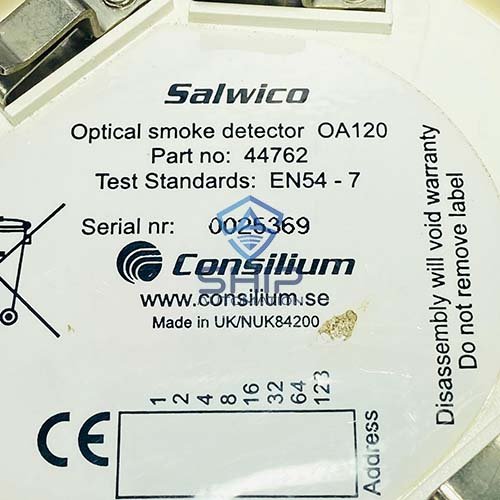 Salwico
Optical smoke detector OA120
Part no: 44762
Test Standards: EN54 - 7
Serial nr: 0025369
Consilium
SHIP
AUTOMATION
www.consilium.se
Made in UK/NUK84200
Disassembly will void warranty
Do not remove label
1 2 4 8 16 32 64 123
CE
Address